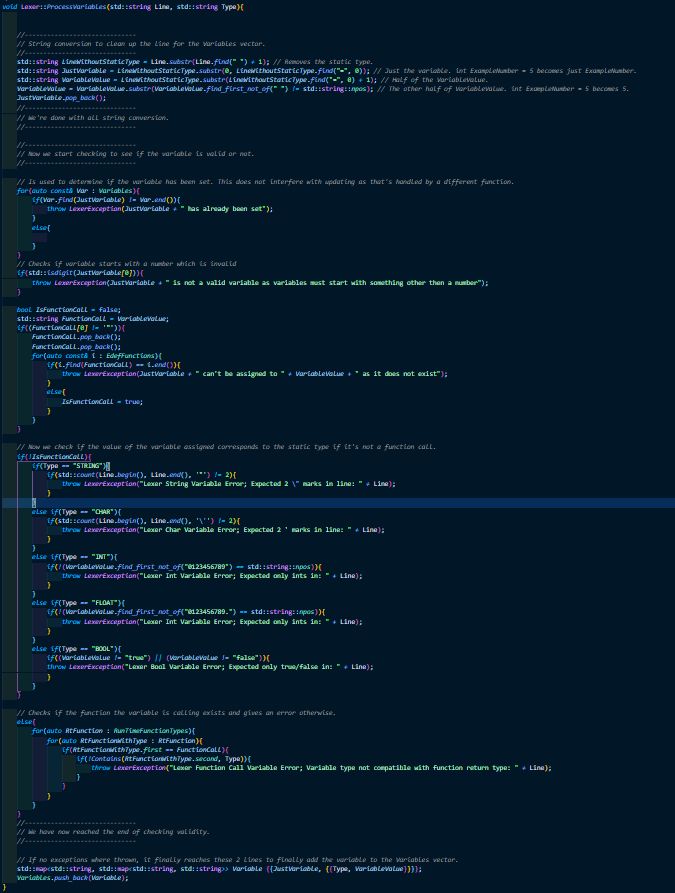 void Lexer::ProcessVariables(std::string Line, std::string Type){
//------------------------------
// String conversion to clean up the line for the Variables vector.
//------------------------------
std::string LineWithoutStaticType = Line.substr(Line.find(" ") + 1); // Removes the static type.
std::string JustVariable = LineWithoutStaticType.substr(0, LineWithoutStaticType.find("=", 0)); // Just the variable. int ExampleNumber = 5 becomes just ExampleNumber.
std::string VariableValue = LineWithoutStaticType.substr(LineWithoutStaticType.find("=", 0) + 1); // Half of the VariableValue.
VariableValue = VariableValue.substr(VariableValue.find_first_not_of(" ") != std::string::npos); // The other half of VariableValue. int ExampleNumber = 5 becomes 5.
JustVariable.pop_back();
//------------------------------
// We're done with all string conversion.
//------------------------------
//------------------------------
// Now we start checking to see if the variable is valid or not.
//------------------------------
// Is used to determine if the variable has been set. This does not interfere with updating as that's handled by a different function.
for(auto const& Var : Variables){
if(Var.find(JustVariable) != Var.end()){
throw LexerException(JustVariable + " has already been set");
}
else{
}
}
// Checks if variable starts with a number which is invalid
if(std::isdigit(JustVariable[0])){
throw LexerException(JustVariable + " is not a valid variable as variables must start with something other then a number");
}
bool IsFunctionCall = false;
std::string FunctionCall = VariableValue;
if((FunctionCall[0] != '"')){
FunctionCall.pop_back();
FunctionCall.pop_back();
for(auto const& i : EdefFunctions){
if(i.find(FunctionCall) == i.end()){
throw LexerException(JustVariable + " can't be assigned to " + VariableValue + " as it does not exist");
}
else{
IsFunctionCall = true;
}
}
}
// Now we check if the value of the variable assigned corresponds to the static type if it's not a function call.
if(!IsFunctionCall){
if(Type == "STRING"){
if(std::count(Line.begin(), Line.end(), '"') != 2){
throw LexerException("Lexer String Variable Error; Expected 2 \" marks in line: " + Line);
}
}
else if(Type == "CHAR"){
if(std::count(Line.begin(), Line.end(), '\'') != 2){
throw LexerException("Lexer Char Variable Error; Expected 2 ' marks in line: " + Line);
}
}
else if(Type == "INT"){
if(!(VariableValue.find_first_not_of("0123456789") == std::string::npos)){
throw LexerException("Lexer Int Variable Error; Expected only ints in: " + Line);
}
}
else if(Type == "FLOAT"){
if(!(VariableValue.find_first_not_of("0123456789.") == std::string::npos)){
throw LexerException("Lexer Int Variable Error; Expected only ints in: " + Line);
}
}
else if(Type == "BOOL"){
if((VariableValue != "true") || (VariableValue != "false")){
throw LexerException("Lexer Bool Variable Error; Expected only true/false in: " + Line);
}
}
}
// Checks if the function the variable is calling exists and gives an error otherwise.
else{
for(auto RtFunction : RunTimeFunctionTypes){
for(auto RtFunctionWithType : RtFunction){
if(RtFunctionWithType.first == FunctionCall){
if(!Contains(RtFunctionWithType.second, Type)){
throw LexerException("Lexer Function Call Variable Error; Variable type not compatible with function return type: " + Line);
}
}
}
}
}
//------------------------------
// We have now reached the end of checking validity.
//------------------------------
// If no exceptions where thrown, it finally reaches these 2 lines to finally add the variable to the Variables vector.
std::map<std::string, std::map<std::string, std::string>> Variable {{JustVariable, {{Type, VariableValue}}}};
Variables.push_back(Variable);
}